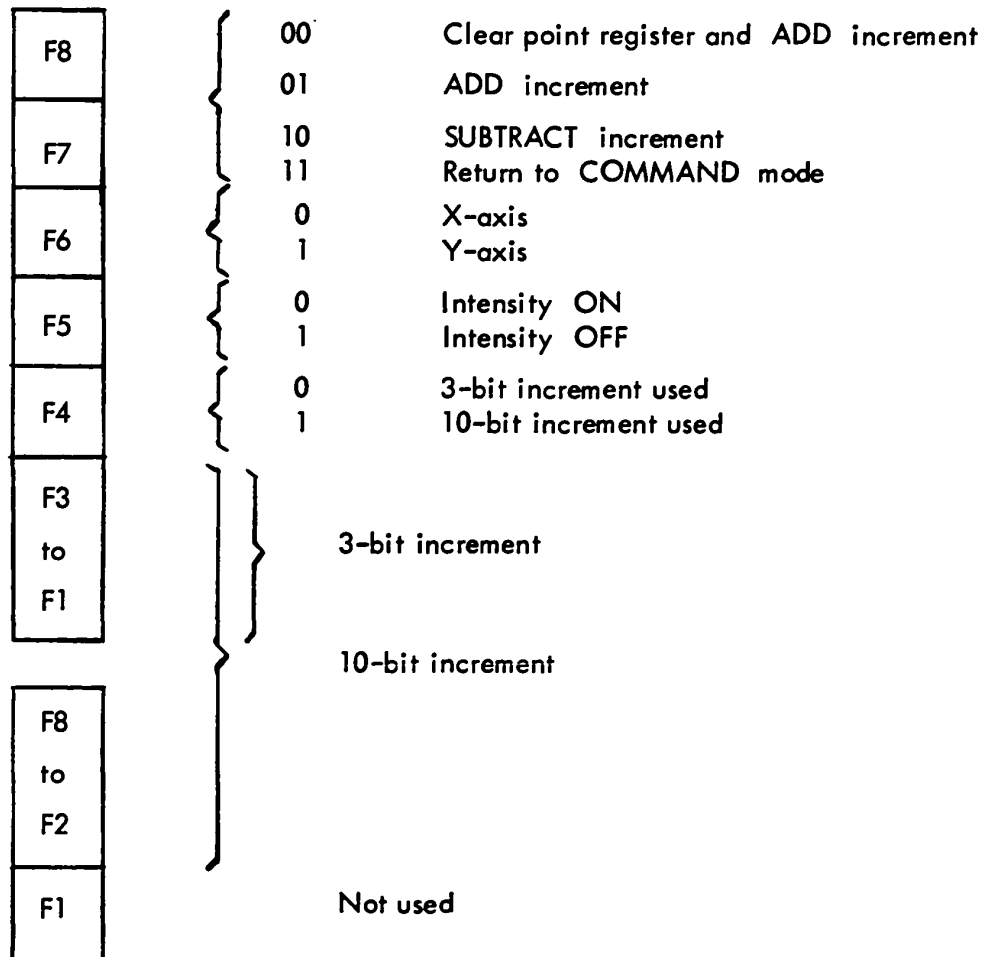 F8
00 Clear point register and ADD increment
01 ADD increment
F7
10 SUBTRACT increment
11 Return to COMMAND mode
F6
0 X-axis
1 Y-axis
F5
0 Intensity ON
1 Intensity OFF
F4
0 3-bit increment used
1 10-bit increment used
F3
to
F1
3-bit increment
10-bit increment
F8
to
F2
F1
Not used